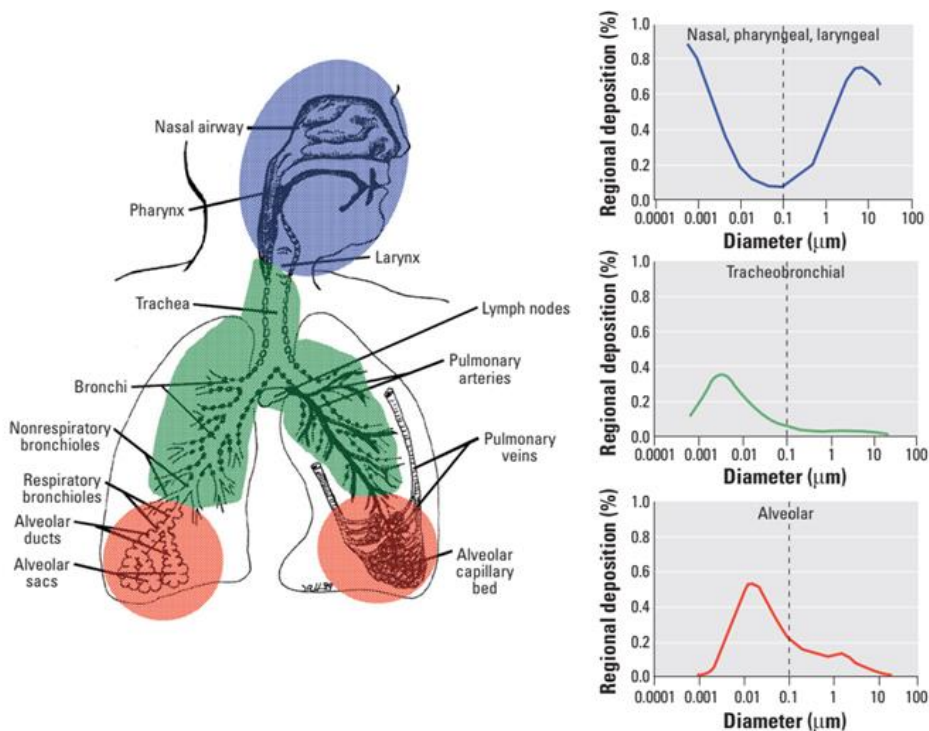 Nasal airway
Pharynx
Larynx
Trachea
Lymph nodes
Bronchi
Pulmonary
arteries
Nonrespiratory
bronchioles
Pulmonary
veins
Respiratory
bronchioles
Alveolar
ducts
Alveolar
sacs
Alveolar
capillary
bed
Nasal, pharyngeal, laryngeal
Regional deposition (%)
1.0
0.8
0.6
0.4
0.2
0.0
0.0001 0.001 0.01 0.1 1 10 100
Diameter (μm)
Tracheobronchial
Regional deposition (%)
1.0
0.8
0.6
0.4
0.2
0.0
0.0001 0.001 0.01 0.1 1 10 100
Diameter (μm)
Alveolar
Regional deposition (%)
1.0
0.8
0.6
0.4
0.2
0.0
0.0001 0.001 0.01 0.1 1 10 100
Diameter (μm)